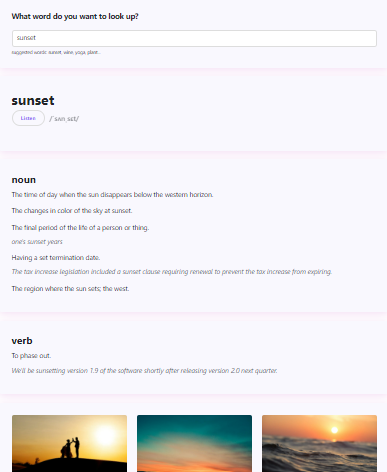 What word do you want to look up?
sunset
suggested words: sunset, wine, yoga, plant...
sunset
Listen
/ˈsʌnˌsɛt/
noun
The time of day when the sun disappears below the western horizon.
The changes in color of the sky at sunset.
The final period of the life of a person or thing.
one's sunset years
Having a set termination date.
The tax increase legislation included a sunset clause requiring renewal to prevent the tax increase from expiring.
The region where the sun sets; the west.
verb
To phase out.
We'll be sunsetting version 1.9 of the software shortly after releasing version 2.0 next quarter.